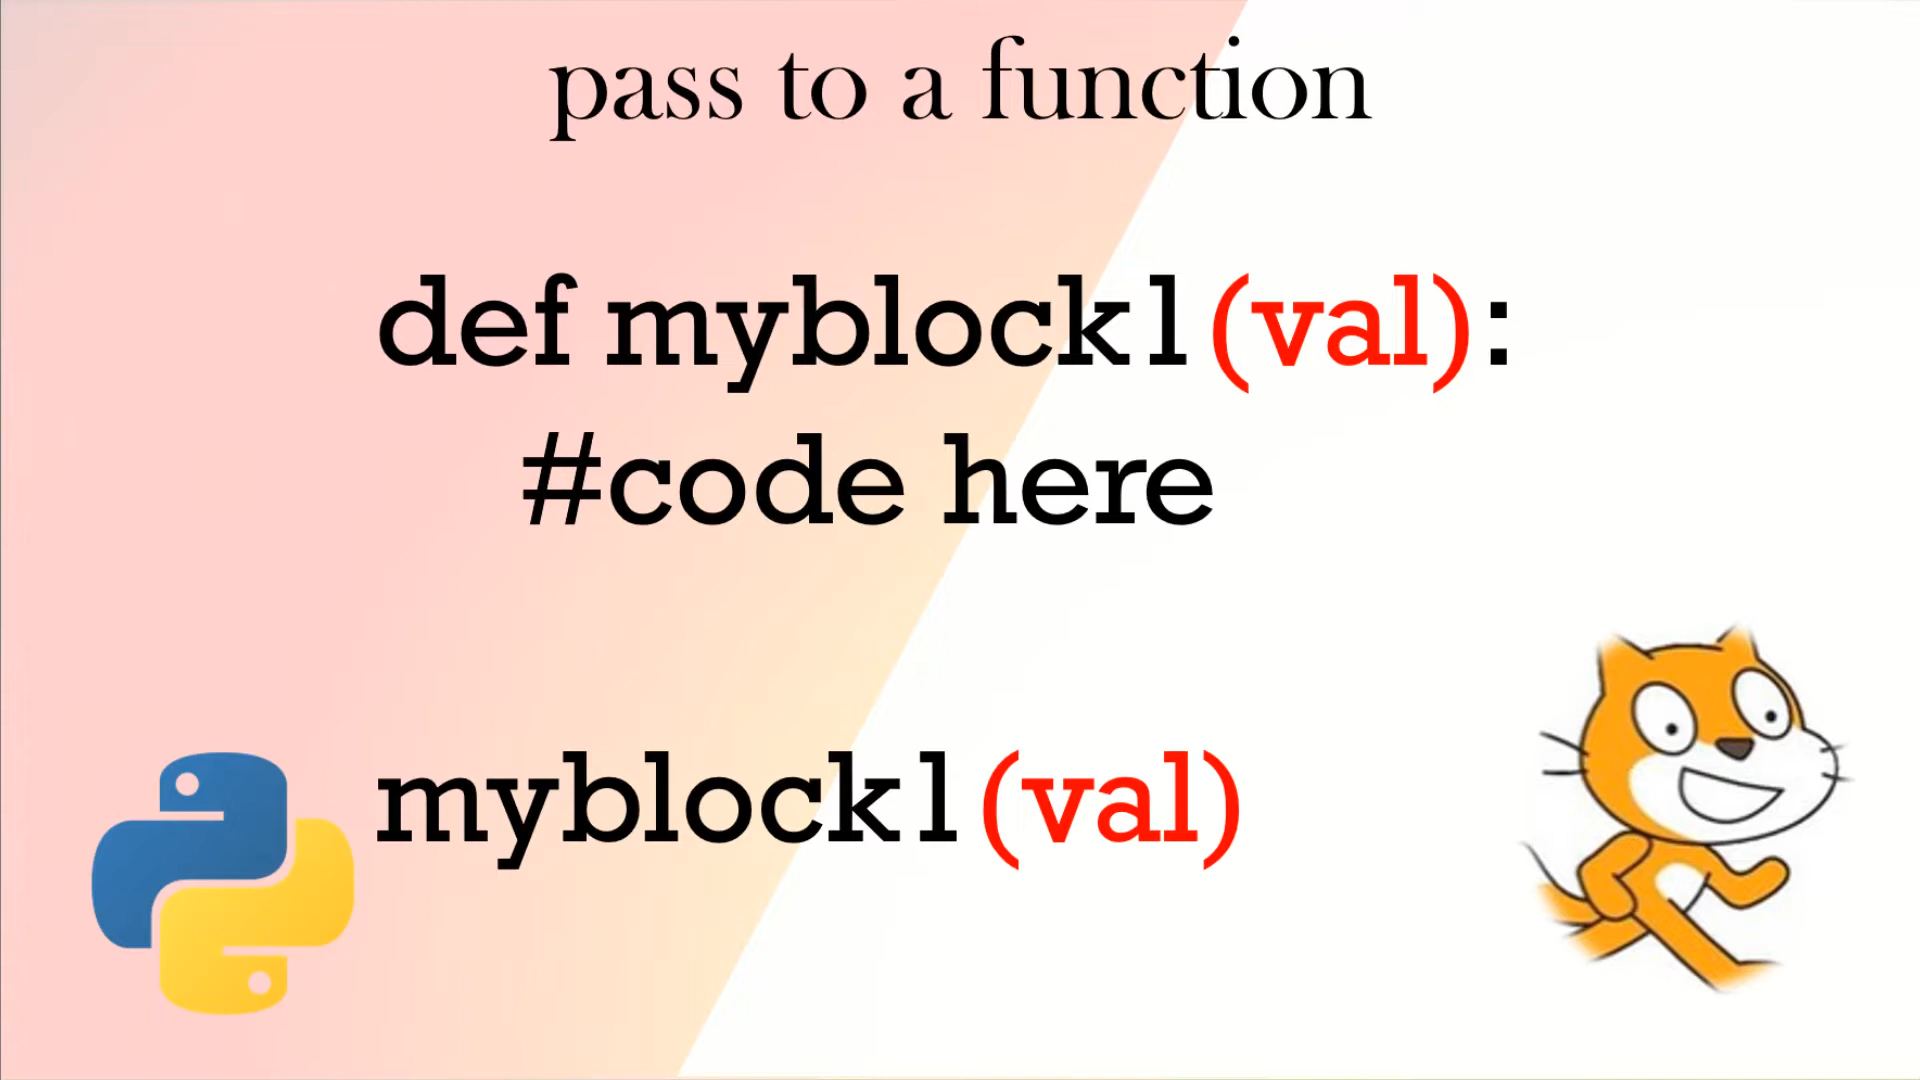 pass to a function
def myblock1(val):
#code here
myblock1(val)